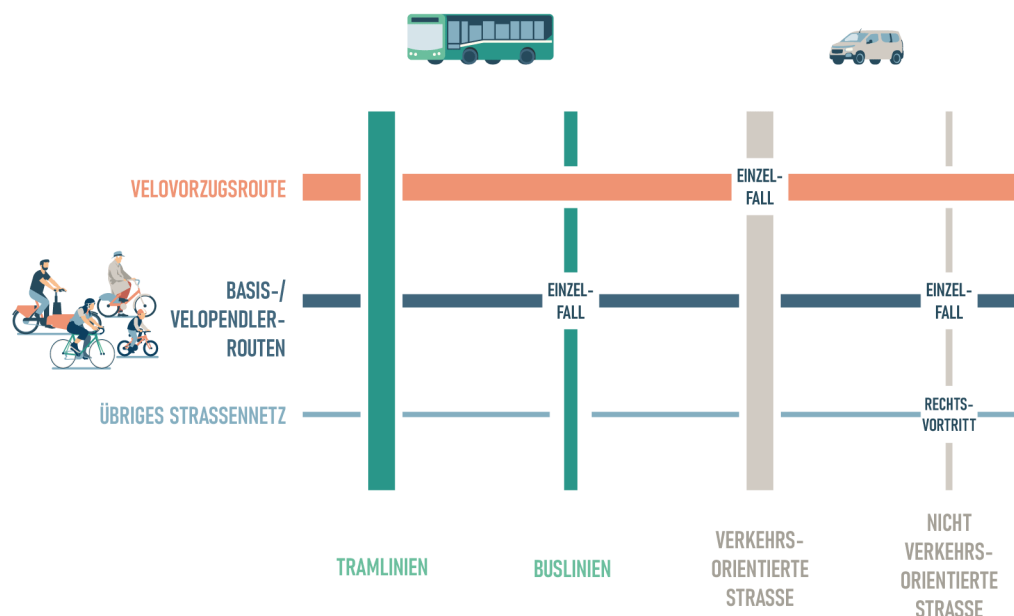 VELOVORZUGSROUTE
EINZEL-
FALL
BASIS-/
VELOPENDLER-
ROUTEN
EINZEL-
FALL
EINZEL-
FALL
ÜBRIGES STRASSENNETZ
RECHTS-
VORTRITT
TRAMLINIEN
BUSLINIEN
VERKEHRS-
ORIENTIERTE
STRASSE
NICHT
VERKEHRS-
ORIENTIERTE
STRASSE